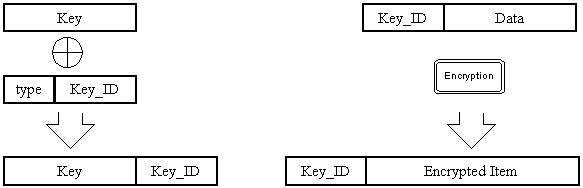 Key
Key_ID Data
type Key_ID
Encryption
Key Key_ID
Key_ID Encrypted Item